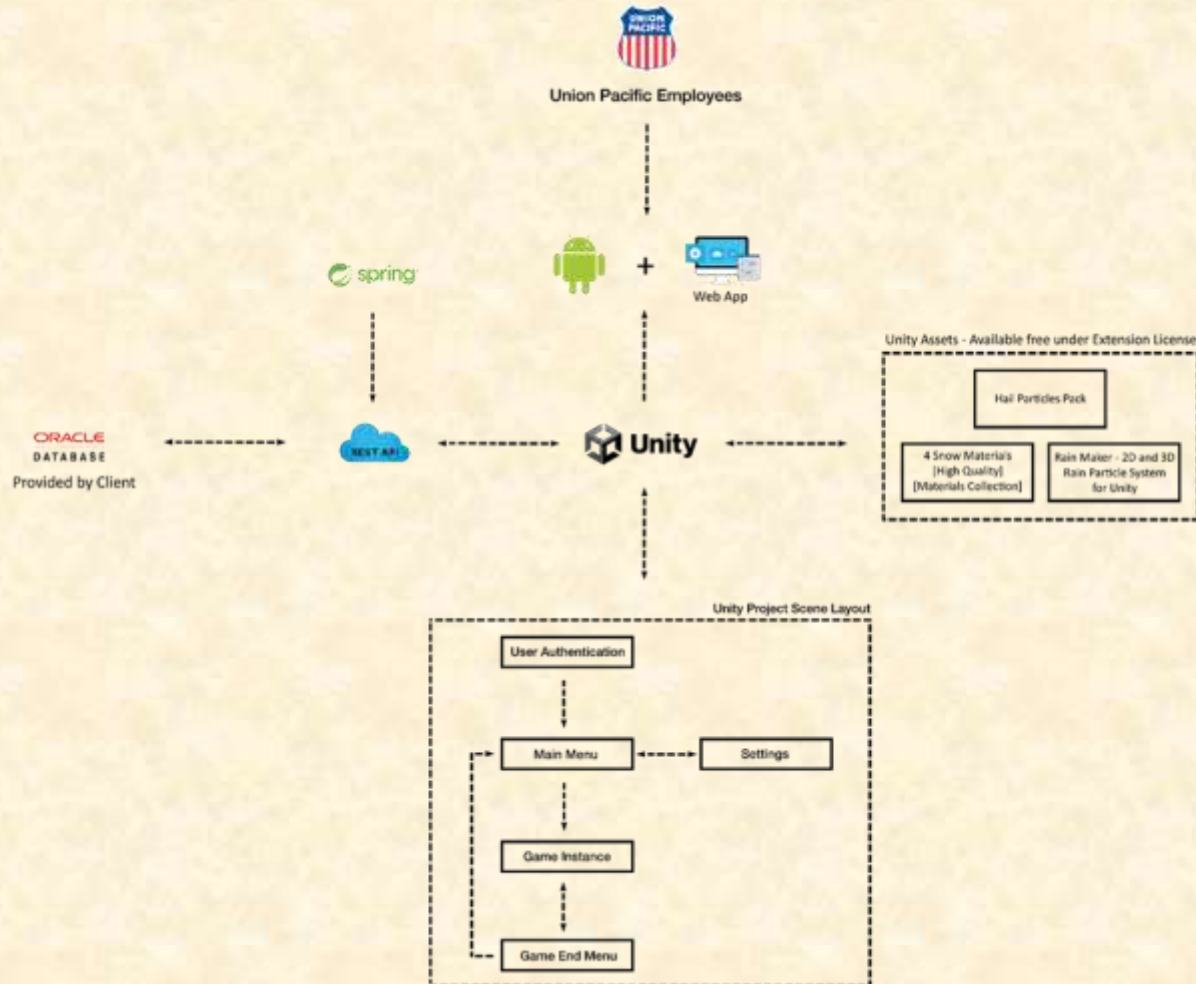 UNION
PACIFIC
Union Pacific Employees
spring
+
Web App
Unity Assets - Available free under Extension License
Hail Particles Pack
4 Snow Materials
[High Quality]
[Materials Collection]
Rain Maker - 2D and 3D
Rain Particle System
for Unity
ORACLE
DATABASE
Provided by Client
REST API
Unity
Unity Project Scene Layout
User Authentication
Main Menu
Settings
Game Instance
Game End Menu